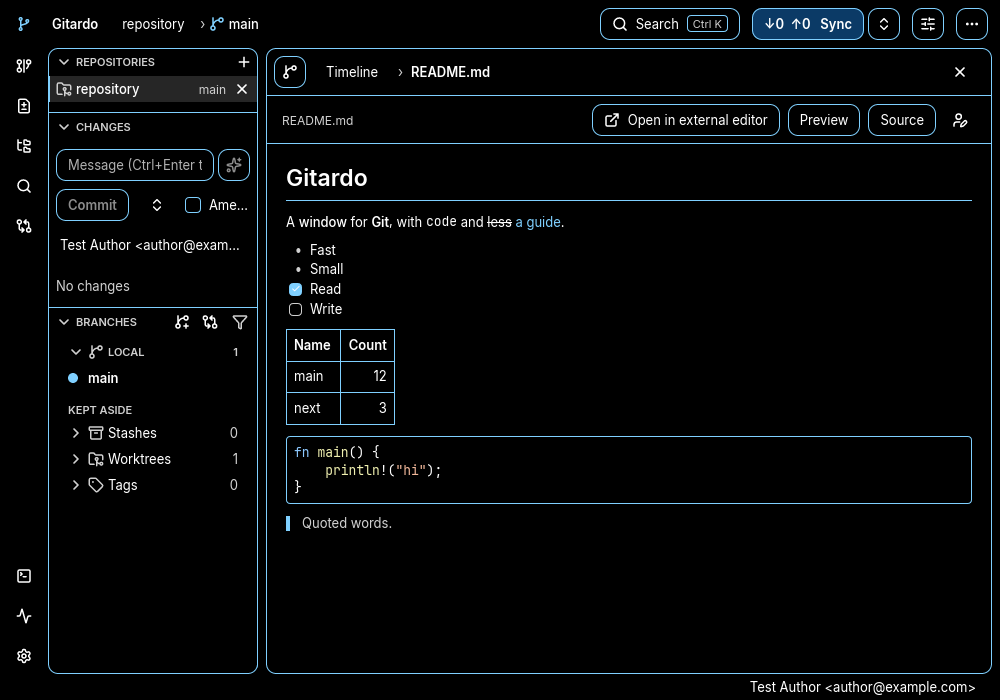 Gitardo
repository › main
Search Ctrl K
↓0 ↑0 Sync
REPOSITORIES
repository main
CHANGES
Message (Ctrl+Enter t
Commit
Ame...
Test Author <author@exam...
No changes
BRANCHES
LOCAL 1
main
KEPT ASIDE
Stashes 0
Worktrees 1
Tags 0
Timeline › README.md
README.md
Open in external editor
Preview
Source
Gitardo
A window for Git, with code and less a guide.
• Fast
• Small
Read
Write
Name Count
main 12
next 3
fn main() {
    println!("hi");
}
Quoted words.
Test Author <author@example.com>